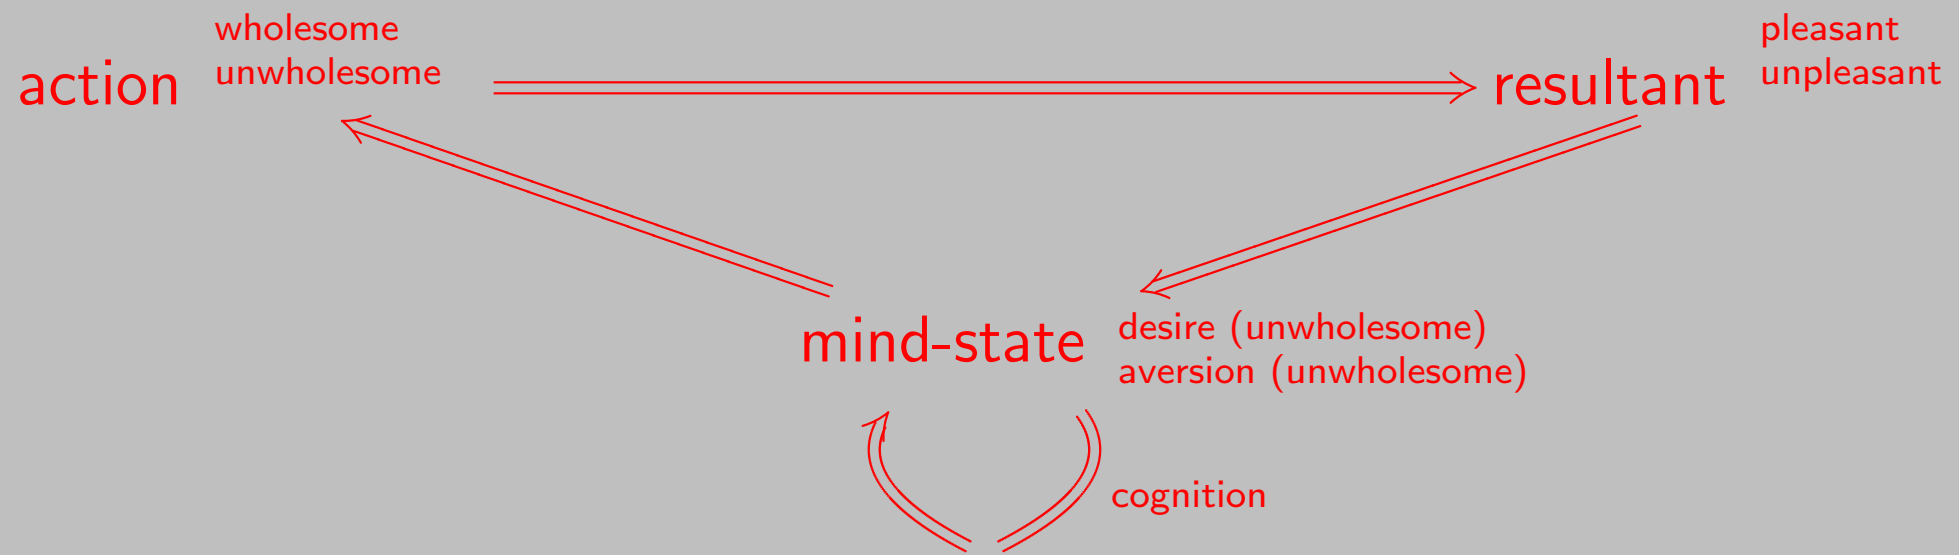 wholesome
unwholesome
action
pleasant
unpleasant
resultant
mind-state
desire (unwholesome)
aversion (unwholesome)
cognition